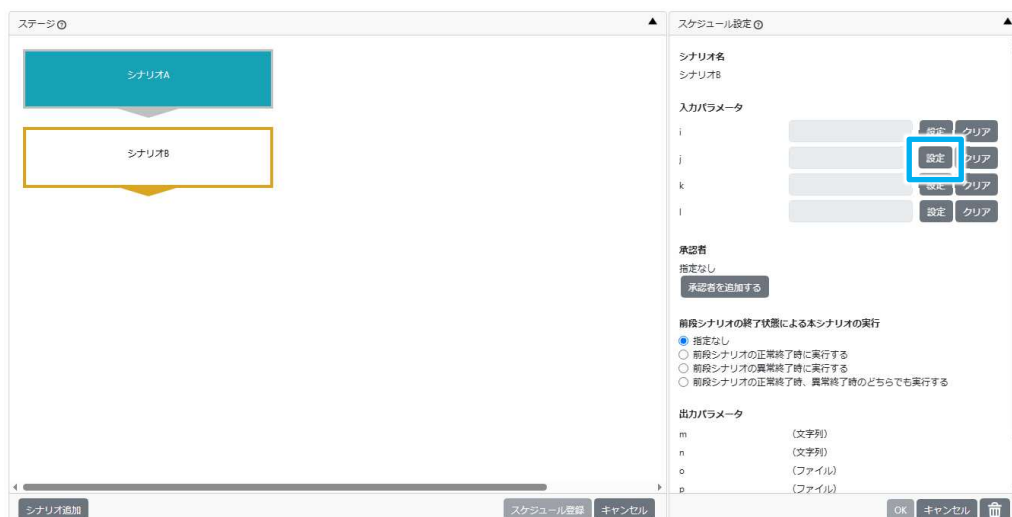 ステージ
シナリオA
シナリオB
シナリオ追加
スケジュール登録 キャンセル
スケジュール設定
シナリオ名
シナリオB
入力パラメータ
i 設定 クリア
j 設定 クリア
k 設定 クリア
l 設定 クリア
承認者
指定なし
承認者を追加する
前段シナリオの終了状態による本シナリオの実行
指定なし
前段シナリオの正常終了時に実行する
前段シナリオの異常終了時に実行する
前段シナリオの正常終了時、異常終了時のどちらでも実行する
出力パラメータ
m (文字列)
n (文字列)
o (ファイル)
p (ファイル)
OK キャンセル